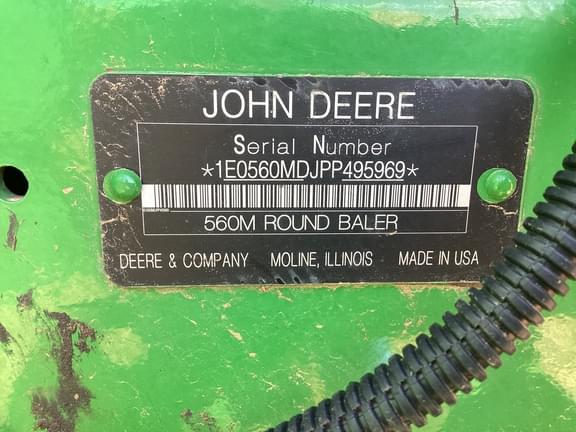 JOHN DEERE
Serial Number
*1E0560MDJPP495969*
560M ROUND BALER
DEERE & COMPANY MOLINE, ILLINOIS MADE IN USA